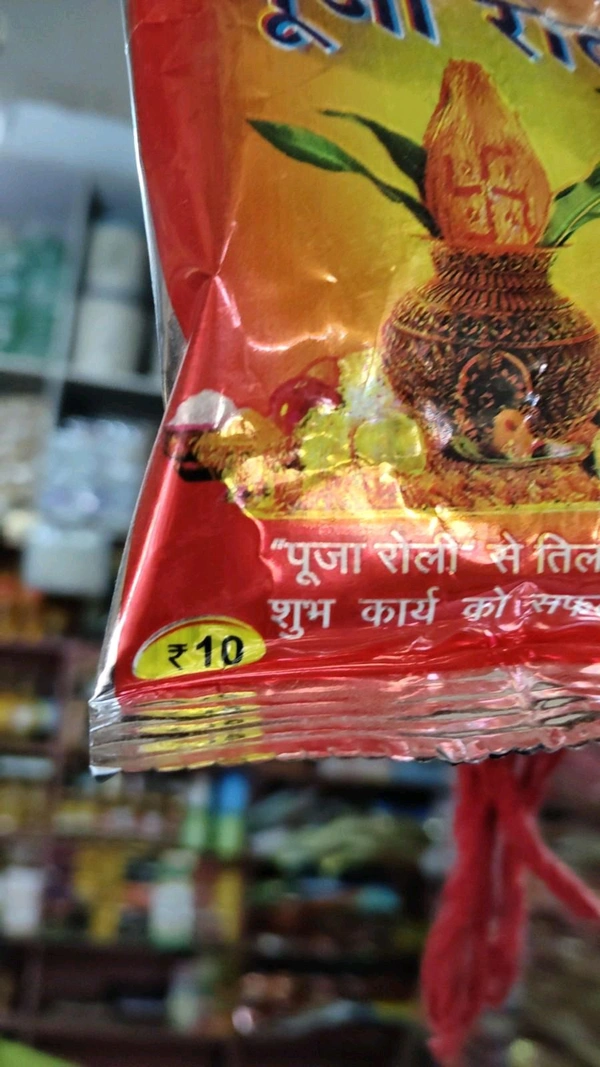 पूजा
"पूजा रोली" से
शुभ कार्य को
₹10